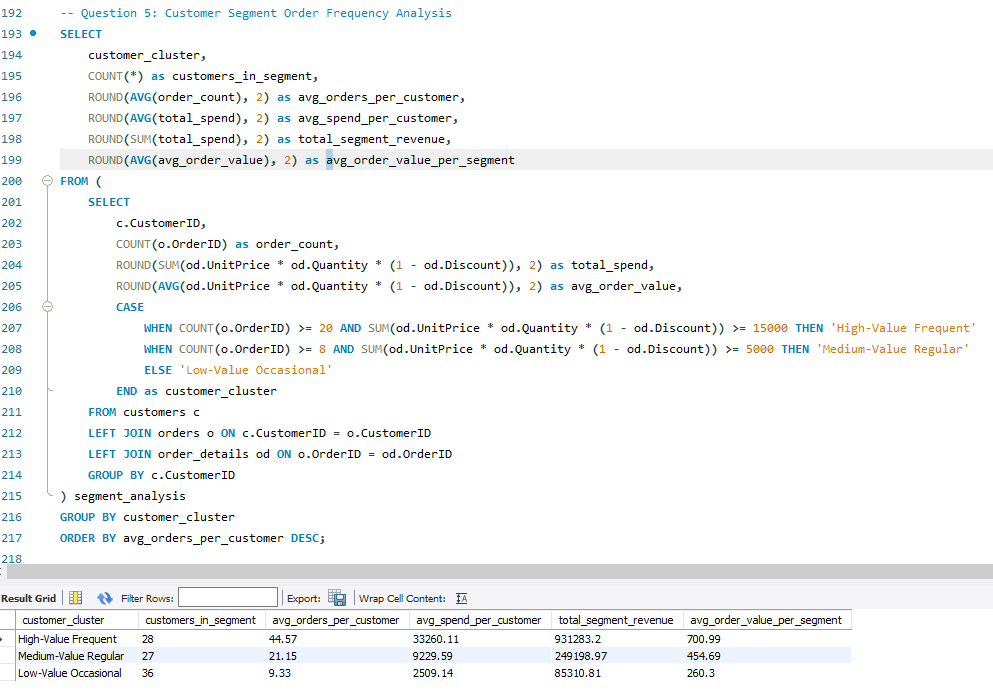 192 -- Question 5: Customer Segment Order Frequency Analysis
193 SELECT
194 customer_cluster,
195 COUNT(*) as customers_in_segment,
196 ROUND(AVG(order_count), 2) as avg_orders_per_customer,
197 ROUND(AVG(total_spend), 2) as avg_spend_per_customer,
198 ROUND(SUM(total_spend), 2) as total_segment_revenue,
199 ROUND(AVG(avg_order_value), 2) as avg_order_value_per_segment
200 FROM (
201 SELECT
202 c.CustomerID,
203 COUNT(o.OrderID) as order_count,
204 ROUND(SUM(od.UnitPrice * od.Quantity * (1 - od.Discount)), 2) as total_spend,
205 ROUND(AVG(od.UnitPrice * od.Quantity * (1 - od.Discount)), 2) as avg_order_value,
206 CASE
207 WHEN COUNT(o.OrderID) >= 20 AND SUM(od.UnitPrice * od.Quantity * (1 - od.Discount)) >= 15000 THEN 'High-Value Frequent'
208 WHEN COUNT(o.OrderID) >= 8 AND SUM(od.UnitPrice * od.Quantity * (1 - od.Discount)) >= 5000 THEN 'Medium-Value Regular'
209 ELSE 'Low-Value Occasional'
210 END as customer_cluster
211 FROM customers c
212 LEFT JOIN orders o ON c.CustomerID = o.CustomerID
213 LEFT JOIN order_details od ON o.OrderID = od.OrderID
214 GROUP BY c.CustomerID
215 ) segment_analysis
216 GROUP BY customer_cluster
217 ORDER BY avg_orders_per_customer DESC;
218
Result Grid Filter Rows: Export: Wrap Cell Content:
customer_cluster customers_in_segment avg_orders_per_customer avg_spend_per_customer total_segment_revenue avg_order_value_per_segment
High-Value Frequent 28 44.57 33260.11 931283.2 700.99
Medium-Value Regular 27 21.15 9229.59 249198.97 454.69
Low-Value Occasional 36 9.33 2509.14 85310.81 260.3